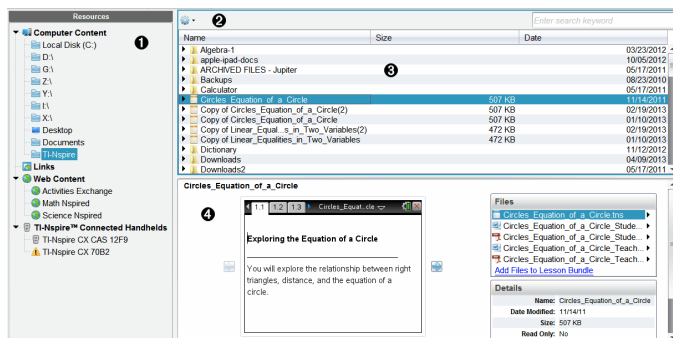 Resources
Computer Content
Local Disk (C:)
D:\
G:\
Z:\
Y:\
I:\
X:\
Desktop
Documents
TI-Nspire
Links
Web Content
Activities Exchange
Math Nspired
Science Nspired
TI-Nspire™ Connected Handhelds
TI-Nspire CX CAS 12F9
TI-Nspire CX 70B2
1
2
Enter search keyword
Name Size Date
Algebra-1 03/23/2012
apple-ipad-docs 10/05/2012
ARCHIVED FILES - Jupiter 05/17/2011
3
Backups 08/23/2010
Calculator 05/17/2011
Circles_Equation_of_a_Circle 507 KB 11/14/2011
Copy of Circles_Equation_of_a_Circle(2) 507 KB 02/19/2013
Copy of Circles_Equation_of_a_Circle 507 KB 01/10/2013
Copy of Linear_Equal...s_in_Two_Variables(2) 472 KB 02/19/2013
Copy of Linear_Equalities_in_Two_Variables 472 KB 01/10/2013
Dictionary 11/12/2012
Downloads 04/09/2013
Downloads2 05/17/2011
Circles_Equation_of_a_Circle
4
1.1 1.2 1.3 Circles_Equat...cle
Exploring the Equation of a Circle
You will explore the relationship between right
triangles, distance, and the equation of a
circle.
Files
Circles_Equation_of_a_Circle.tns
Circles_Equation_of_a_Circle_Stude...
Circles_Equation_of_a_Circle_Stude...
Circles_Equation_of_a_Circle_Teach...
Circles_Equation_of_a_Circle_Teach...
Add Files to Lesson Bundle
Details
Name: Circles_Equation_of_a_Circle
Date Modified: 11/14/11
Size: 507 KB
Read Only: No